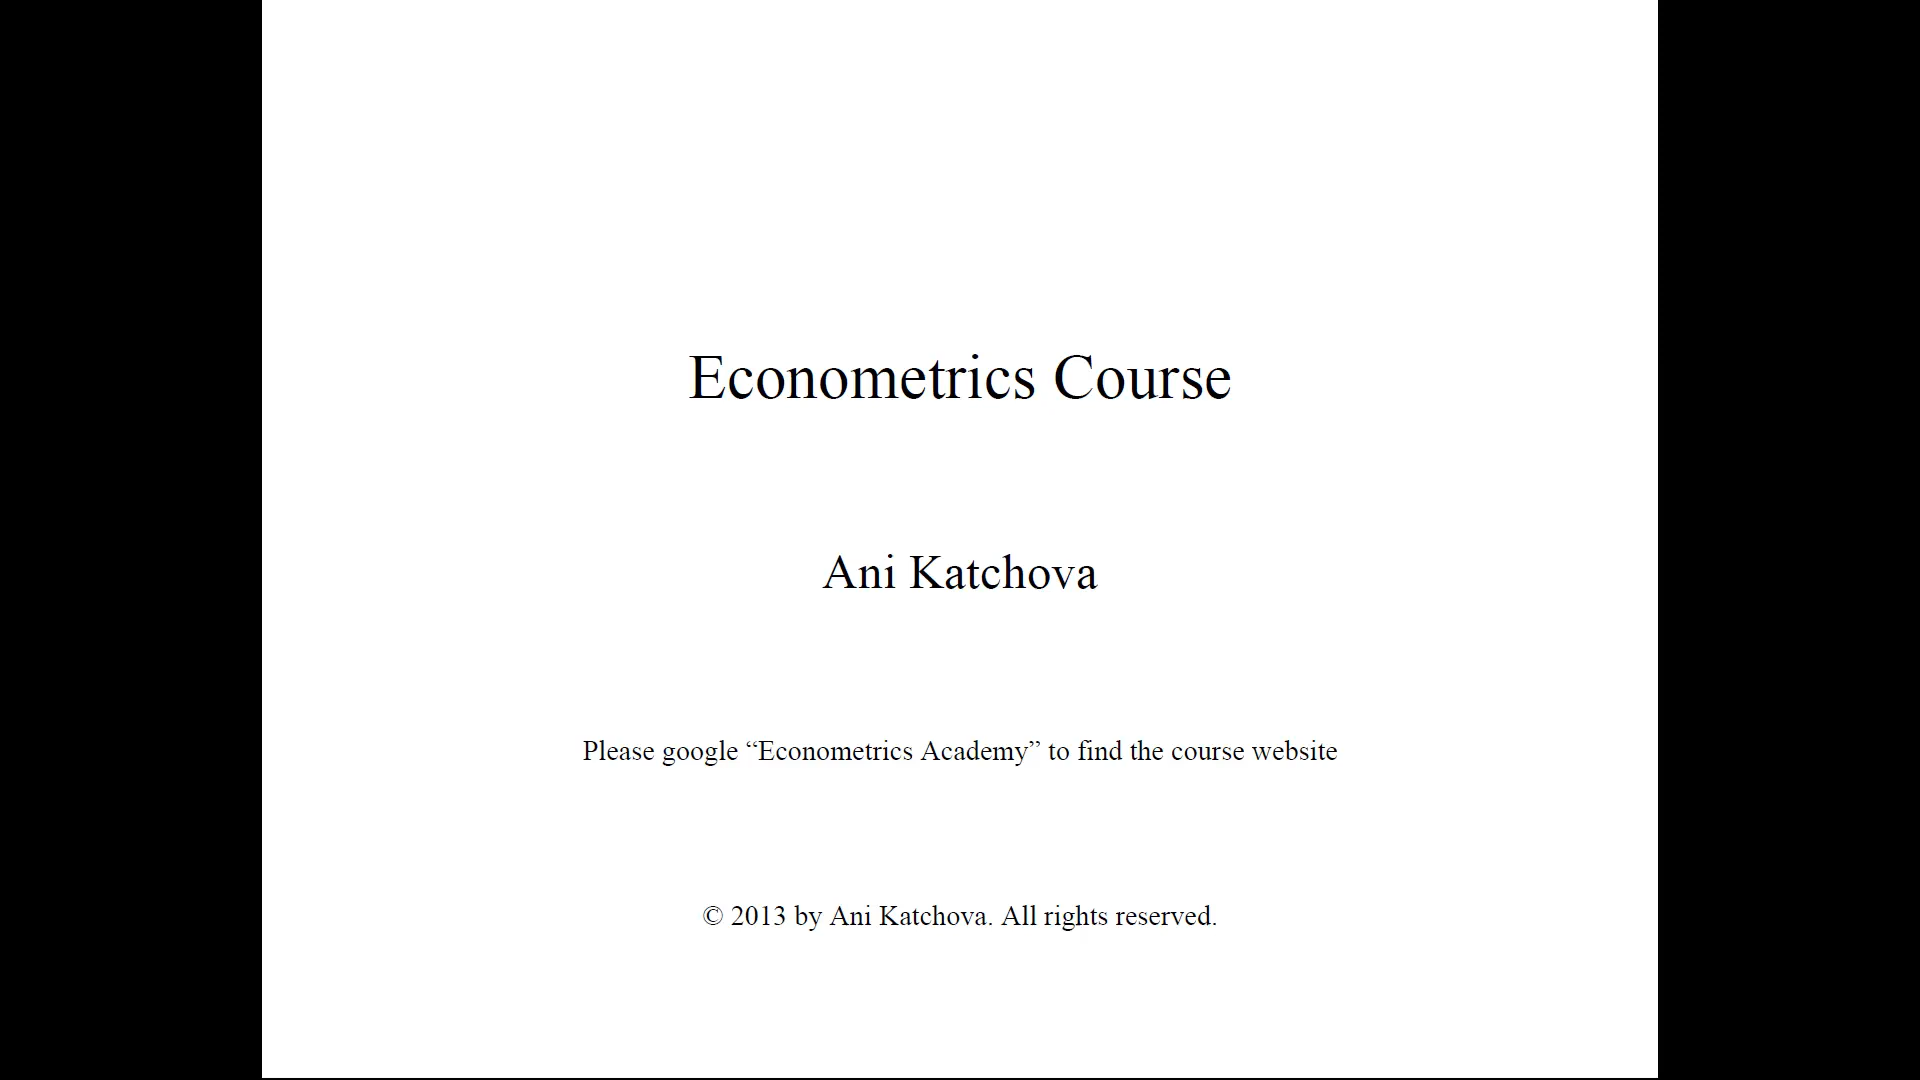 Econometrics Course
Ani Katchova
Please google “Econometrics Academy” to find the course website
© 2013 by Ani Katchova. All rights reserved.